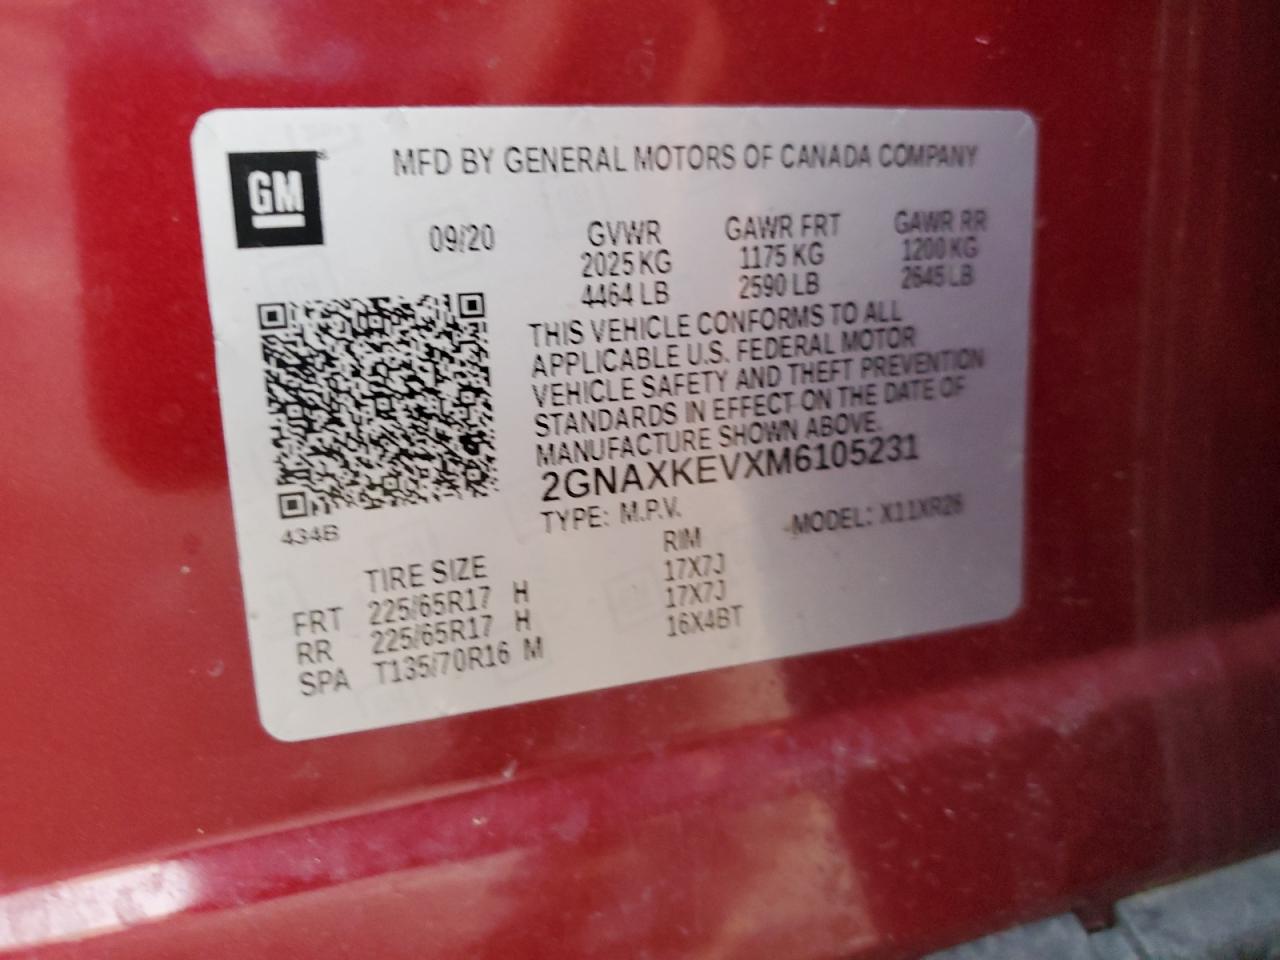 GM
MFD BY GENERAL MOTORS OF CANADA COMPANY
09/20 GVWR GAWR FRT GAWR RR
2025 KG 1175 KG 1200 KG
4464 LB 2590 LB 2645 LB
THIS VEHICLE CONFORMS TO ALL
APPLICABLE U.S. FEDERAL MOTOR
VEHICLE SAFETY AND THEFT PREVENTION
STANDARDS IN EFFECT ON THE DATE OF
MANUFACTURE SHOWN ABOVE.
2GNAXKEVXM6105231
TYPE: M.P.V. MODEL: X11XR26
434B
TIRE SIZE RIM
FRT 225/65R17 H 17X7J
RR 225/65R17 H 17X7J
SPA T135/70R16 M 16X4BT